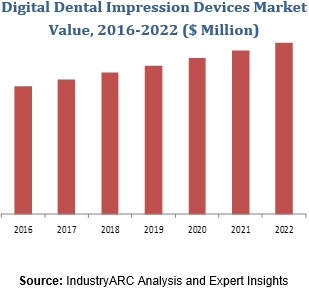 Digital Dental Impression Devices Market
Value, 2016-2022 ($ Million)
2016 2017 2018 2019 2020 2021 2022
Source: IndustryARC Analysis and Expert Insights